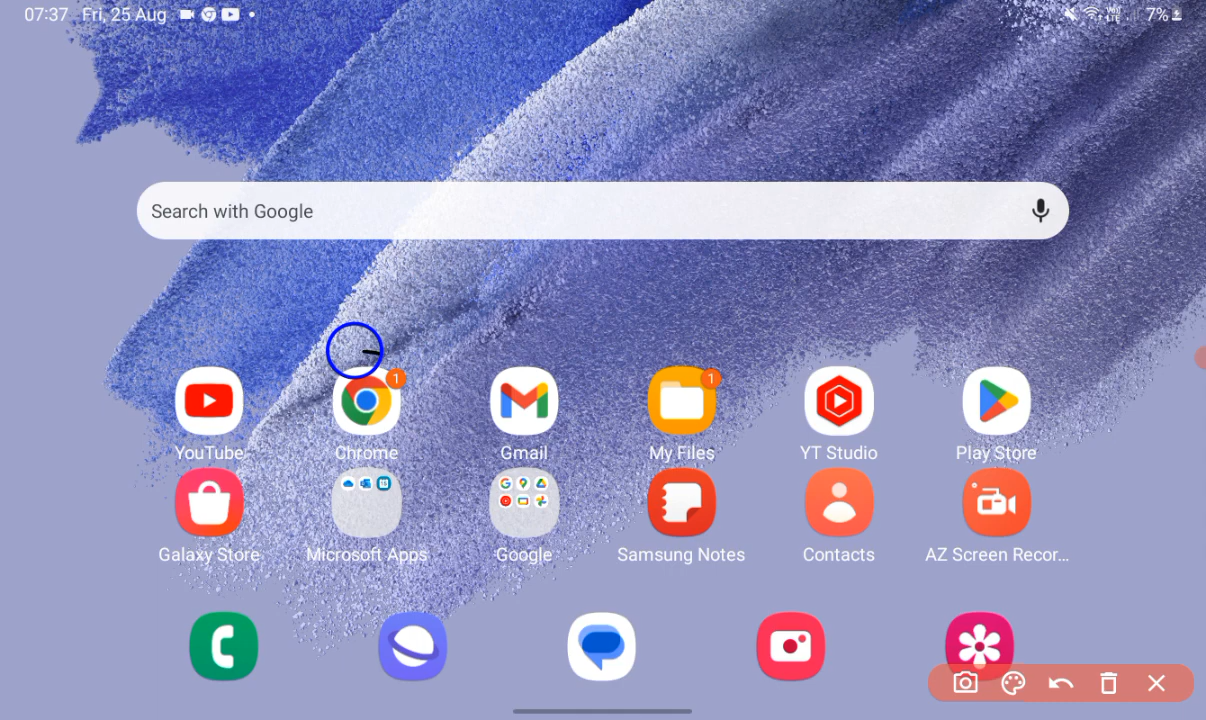 07:37 Fri, 25 Aug
7%
Search with Google
1
1
YouTube Chrome Gmail My Files YT Studio Play Store
Galaxy Store Microsoft Apps Google Samsung Notes Contacts AZ Screen Recor...